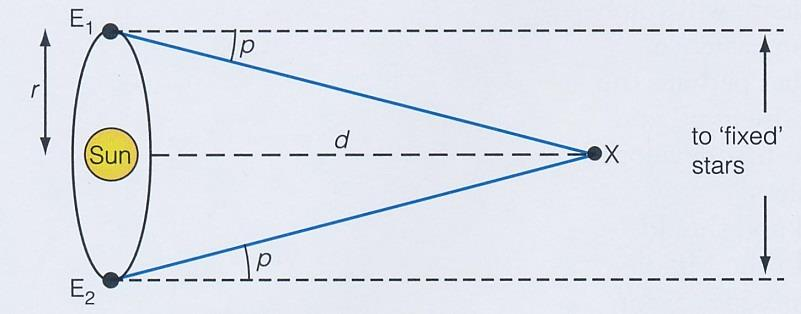 E₁
p
r
Sun
d
X
to ‘fixed’
stars
p
E₂